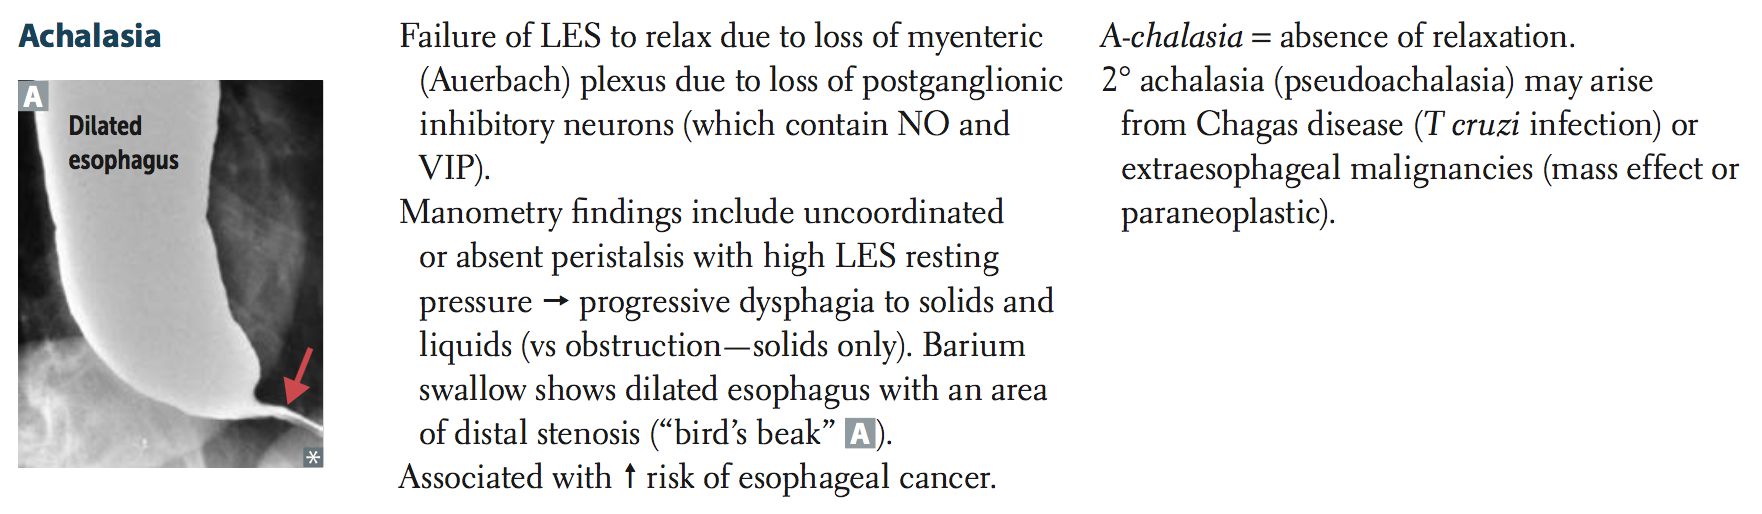 Achalasia
A
Dilated
esophagus
*
Failure of LES to relax due to loss of myenteric
(Auerbach) plexus due to loss of postganglionic
inhibitory neurons (which contain NO and
VIP).
Manometry findings include uncoordinated
or absent peristalsis with high LES resting
pressure → progressive dysphagia to solids and
liquids (vs obstruction—solids only). Barium
swallow shows dilated esophagus with an area
of distal stenosis (“bird’s beak” A).
Associated with ↑ risk of esophageal cancer.
A-chalasia = absence of relaxation.
2° achalasia (pseudoachalasia) may arise
from Chagas disease (T cruzi infection) or
extraesophageal malignancies (mass effect or
paraneoplastic).